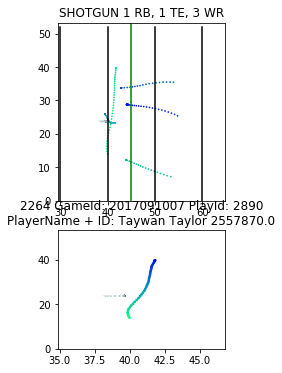 SHOTGUN 1 RB, 1 TE, 3 WR
50
40
30
20
10
0
30 40 50 60
2264 GameId: 2017091007 PlayId: 2890
PlayerName + ID: Taywan Taylor 2557870.0
40
20
0
35.0 37.5 40.0 42.5 45.0